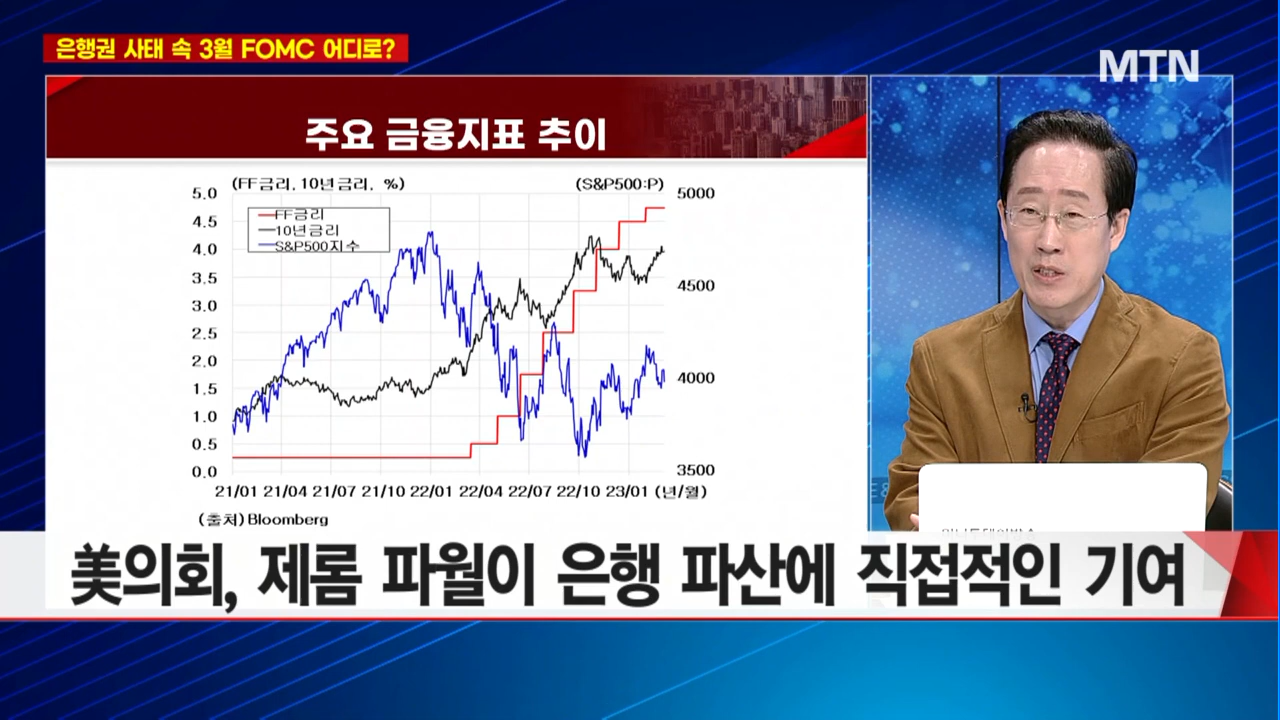 은행권 사태 속 3월 FOMC 어디로?
MTN
주요 금융지표 추이
(FF금리, 10년금리, %)
(S&P500:P)
5.0
4.5
4.0
3.5
3.0
2.5
2.0
1.5
1.0
0.5
0.0
FF금리
10년금리
S&P500지수
5000
4500
4000
3500
21/01 21/04 21/07 21/10 22/01 22/04 22/07 22/10 23/01 (년/월)
(출처) Bloomberg
美의회, 제롬 파월이 은행 파산에 직접적인 기여